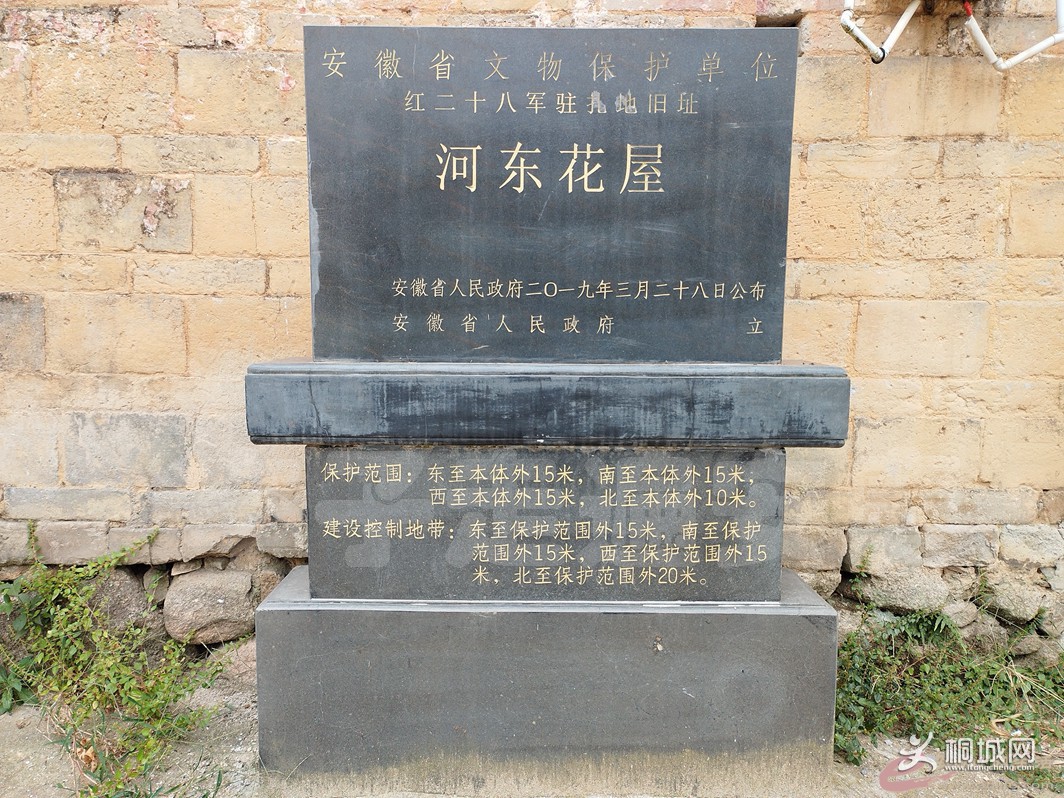 安徽省文物保护单位
红二十八军驻扎地旧址
河东花屋
安徽省人民政府二〇一九年三月二十八日公布
安徽省人民政府 立
保护范围：东至本体外15米，南至本体外15米；
西至本体外15米，北至本体外10米。
建设控制地带：东至保护范围外15米，南至保护
范围外15米，西至保护范围外15
米，北至保护范围外20米。
桐城网
www.itongcheng.com